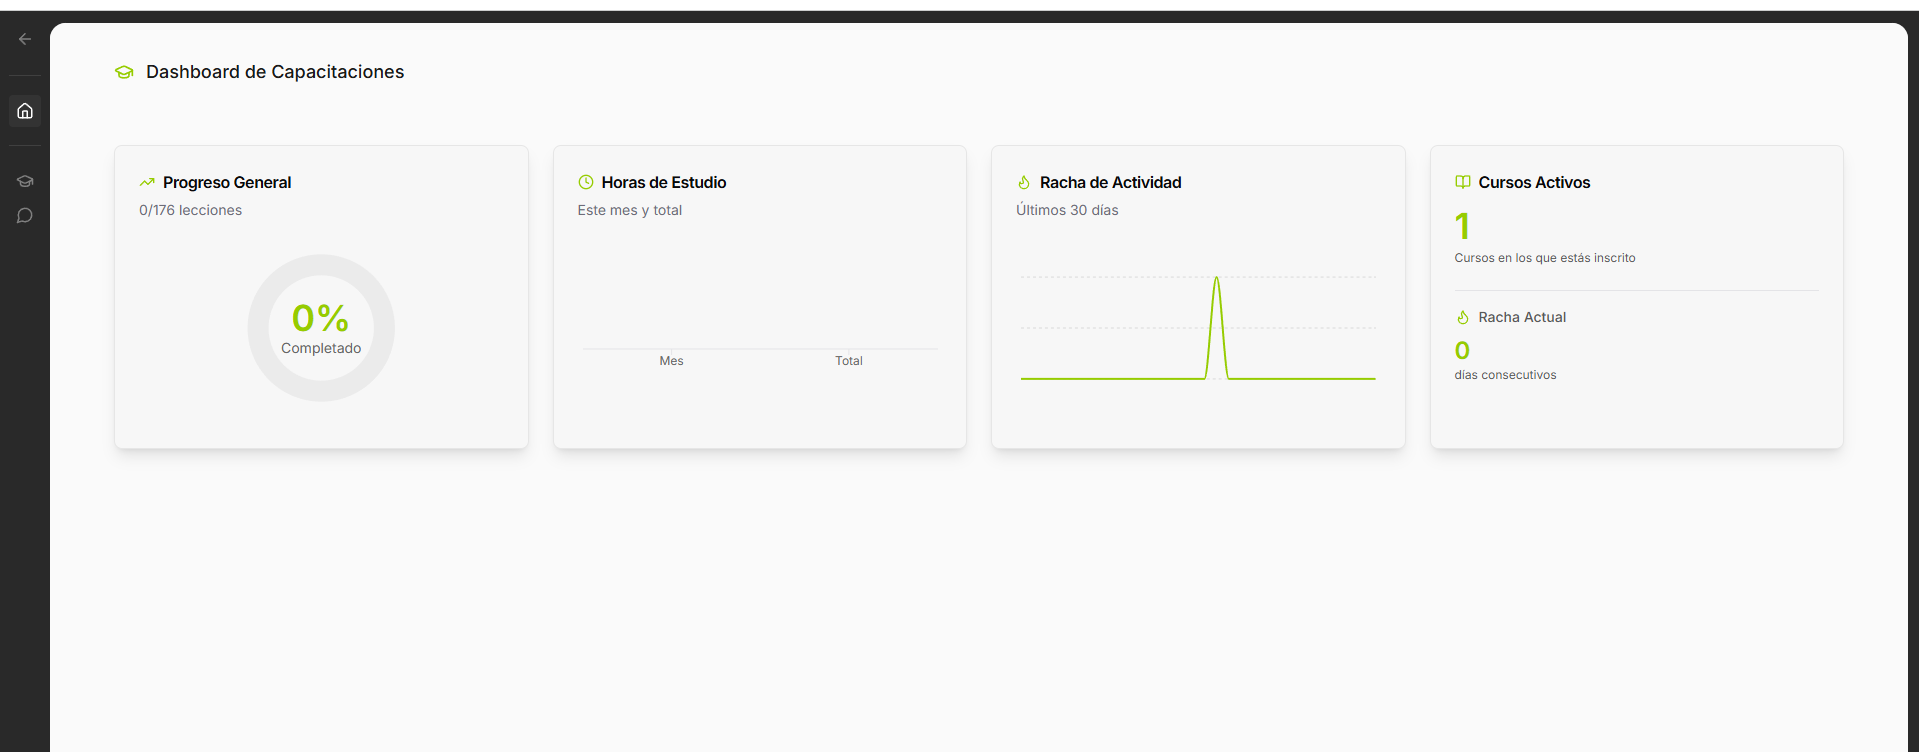 Dashboard de Capacitaciones
Progreso General
0/176 lecciones
0%
Completado
Horas de Estudio
Este mes y total
Mes
Total
Racha de Actividad
Últimos 30 días
Cursos Activos
1
Cursos en los que estás inscrito
Racha Actual
0
días consecutivos